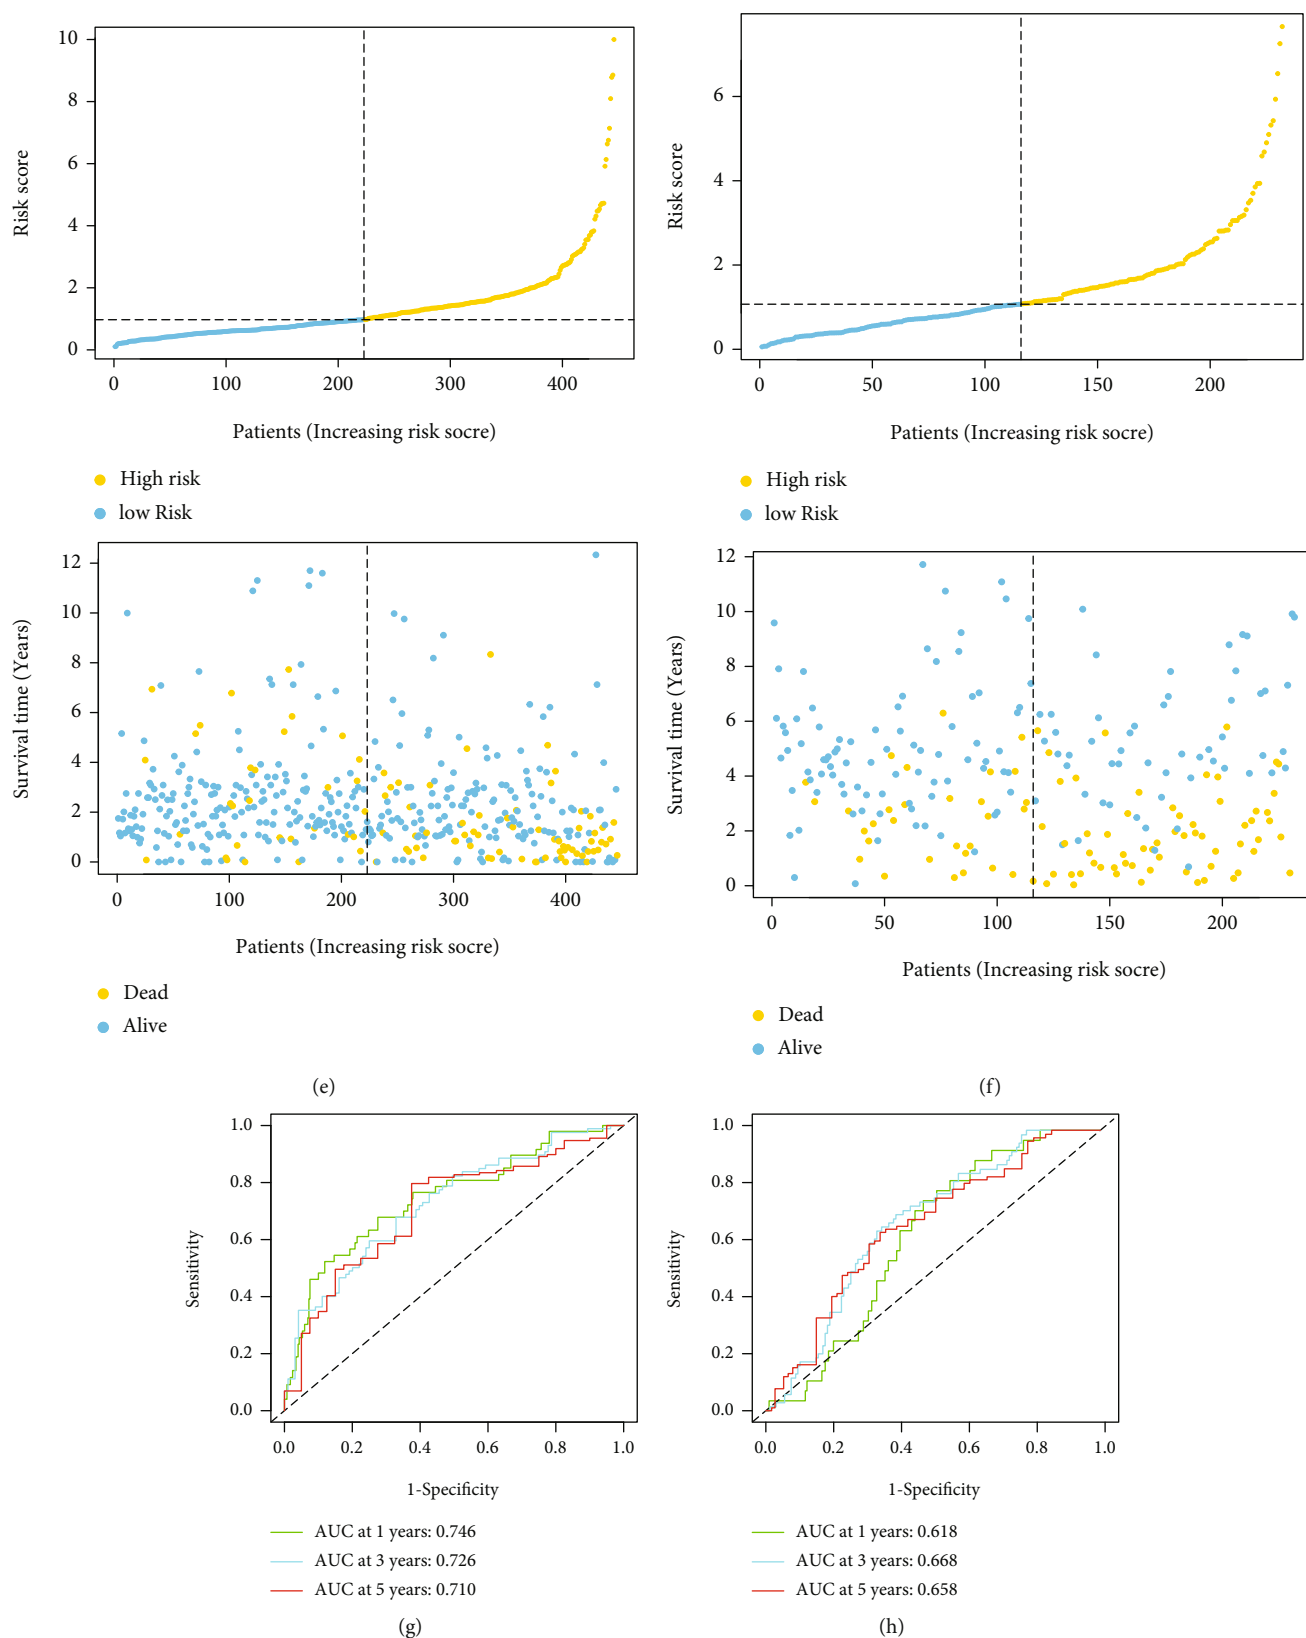 10
8
6
4
2
0
Risk score
0 100 200 300 400
Patients (Increasing risk socre)
High risk
low Risk
6
4
2
0
Risk score
0 50 100 150 200
Patients (Increasing risk socre)
High risk
low Risk
12
10
8
6
4
2
0
Survival time (Years)
0 100 200 300 400
Patients (Increasing risk socre)
Dead
Alive
(e)
12
10
8
6
4
2
0
Survival time (Years)
0 50 100 150 200
Patients (Increasing risk socre)
Dead
Alive
(f)
1.0
0.8
0.6
0.4
0.2
0.0
Sensitivity
0.0 0.2 0.4 0.6 0.8 1.0
1-Specificity
AUC at 1 years: 0.746
AUC at 3 years: 0.726
AUC at 5 years: 0.710
(g)
1.0
0.8
0.6
0.4
0.2
0.0
Sensitivity
0.0 0.2 0.4 0.6 0.8 1.0
1-Specificity
AUC at 1 years: 0.618
AUC at 3 years: 0.668
AUC at 5 years: 0.658
(h)